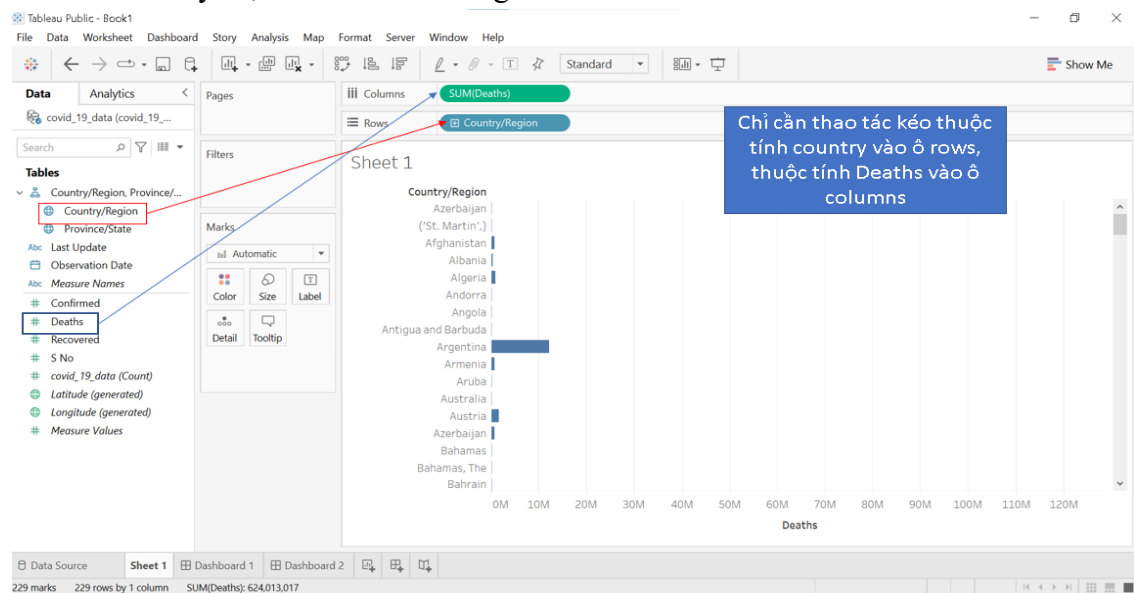 Tableau Public - Book1
File Data Worksheet Dashboard Story Analysis Map Format Server Window Help
Standard
Show Me
Data Analytics
Pages
Columns
SUM(Deaths)
covid_19_data (covid_19_...
Rows
Country/Region
Chỉ cần thao tác kéo thuộc
tính country vào ô rows,
thuộc tính Deaths vào ô
columns
Search
Filters
Sheet 1
Tables
Country/Region, Province/...
Country/Region
Province/State
Abc Last Update
Observation Date
Abc Measure Names
# Confirmed
# Deaths
# Recovered
# S No
# covid_19_data (Count)
Latitude (generated)
Longitude (generated)
# Measure Values
Marks
Automatic
Color Size Label
Detail Tooltip
Country/Region
Azerbaijan
('St. Martin',)
Afghanistan
Albania
Algeria
Andorra
Angola
Antigua and Barbuda
Argentina
Armenia
Aruba
Australia
Austria
Azerbaijan
Bahamas
Bahamas, The
Bahrain
0M 10M 20M 30M 40M 50M 60M 70M 80M 90M 100M 110M 120M
Deaths
Data Source Sheet 1 Dashboard 1 Dashboard 2
229 marks 229 rows by 1 column SUM(Deaths): 624,013,017